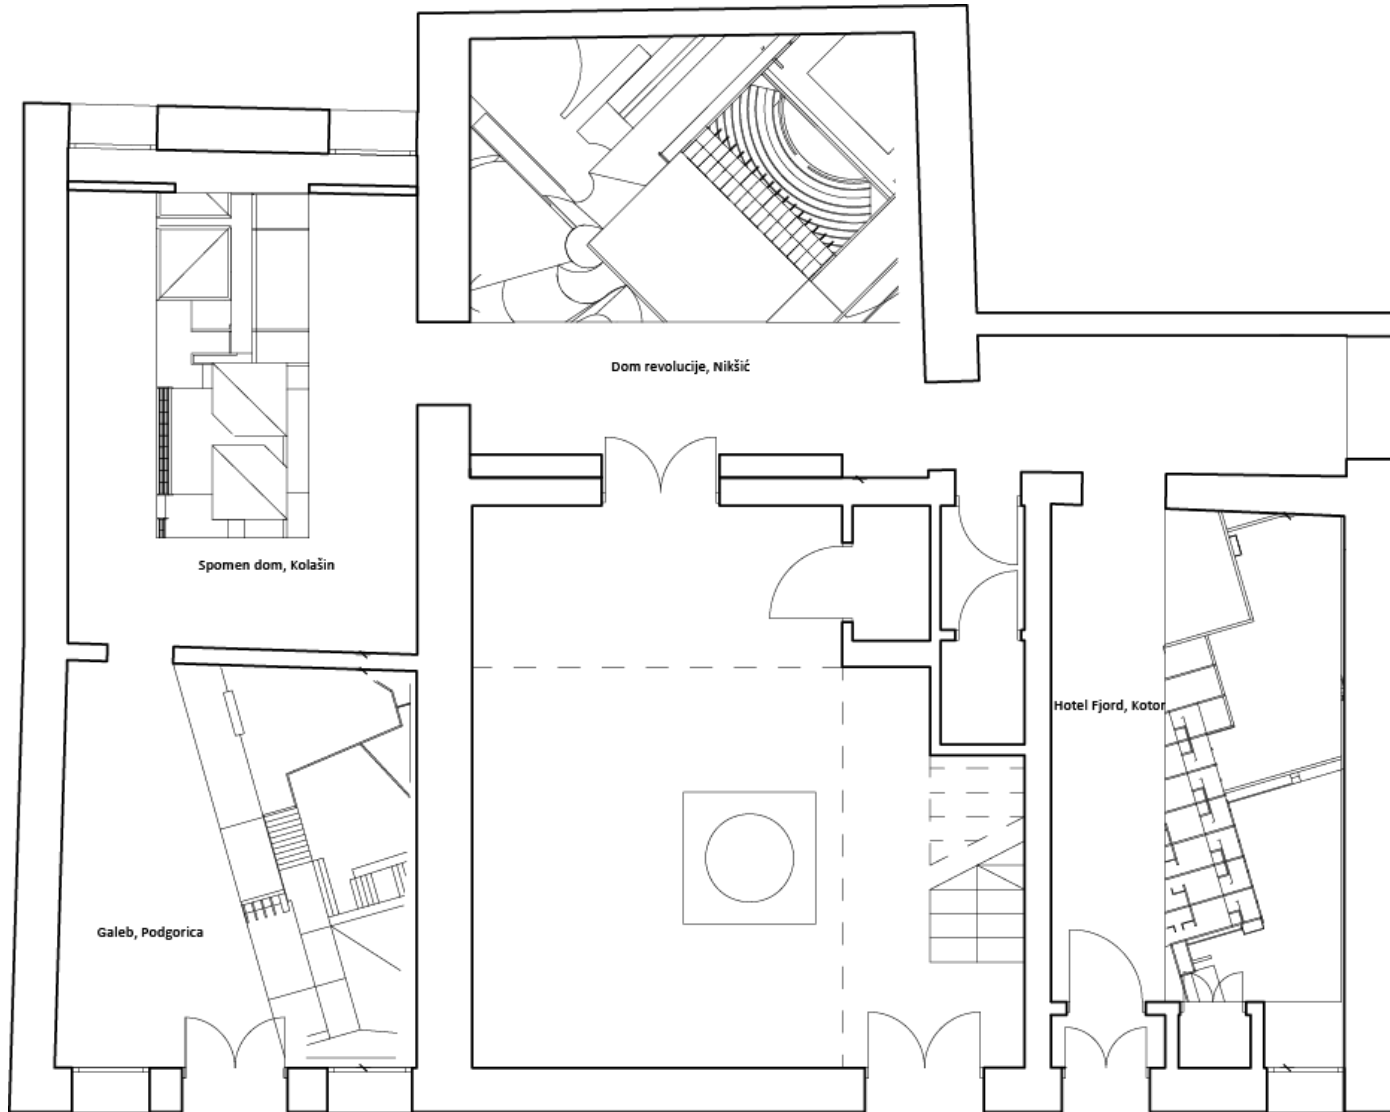 Dom revolucije, Nikšić
Spomen dom, Kolašin
Hotel Fjord, Kotor
Galeb, Podgorica